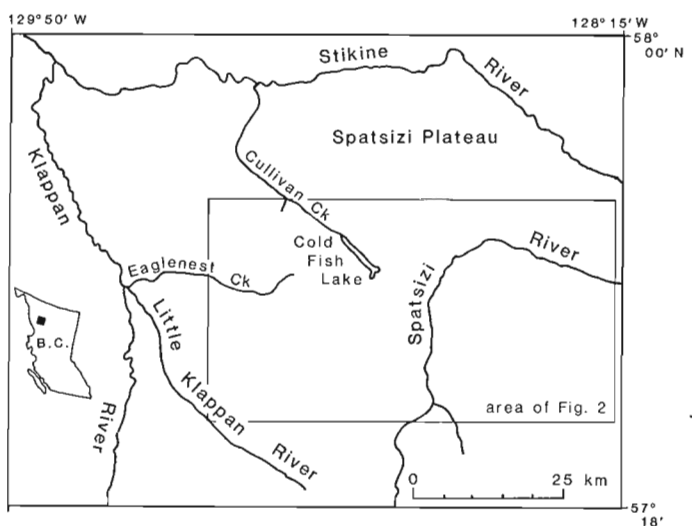 129° 50′ W
128° 15′ W
58°
00′ N
Stikine
River
Spatsizi Plateau
Klappan
Cullivan Ck
Cold
Fish
Lake
River
Eaglenest
Ck
Spatsizi
Little
B.C.
Klappan
River
River
area of Fig. 2
0 25 km
57°
18′